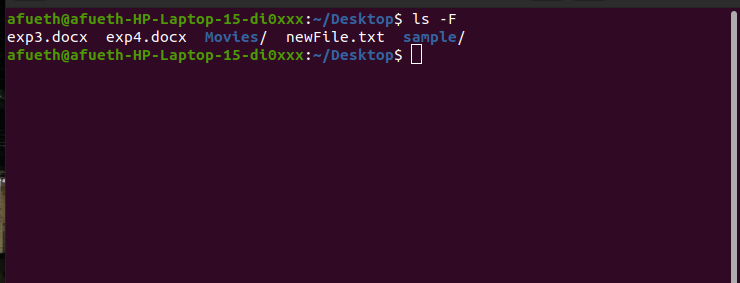 afueth@afueth-HP-Laptop-15-di0xxx:~/Desktop$ ls -F
exp3.docx  exp4.docx  Movies/  newFile.txt  sample/
afueth@afueth-HP-Laptop-15-di0xxx:~/Desktop$